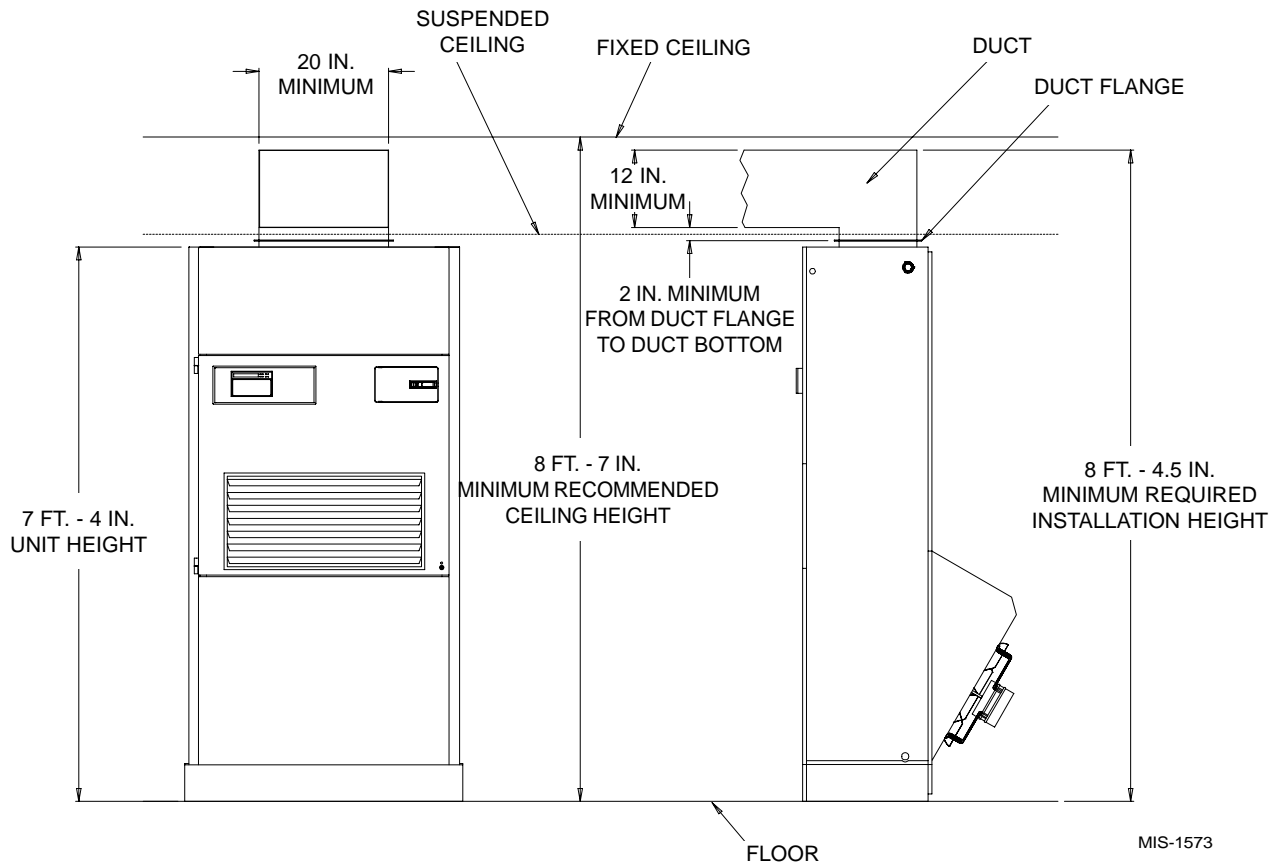 SUSPENDED
CEILING
FIXED CEILING
DUCT
DUCT FLANGE
20 IN.
MINIMUM
12 IN.
MINIMUM
2 IN. MINIMUM
FROM DUCT FLANGE
TO DUCT BOTTOM
7 FT. - 4 IN.
UNIT HEIGHT
8 FT. - 7 IN.
MINIMUM RECOMMENDED
CEILING HEIGHT
8 FT. - 4.5 IN.
MINIMUM REQUIRED
INSTALLATION HEIGHT
FLOOR
MIS-1573